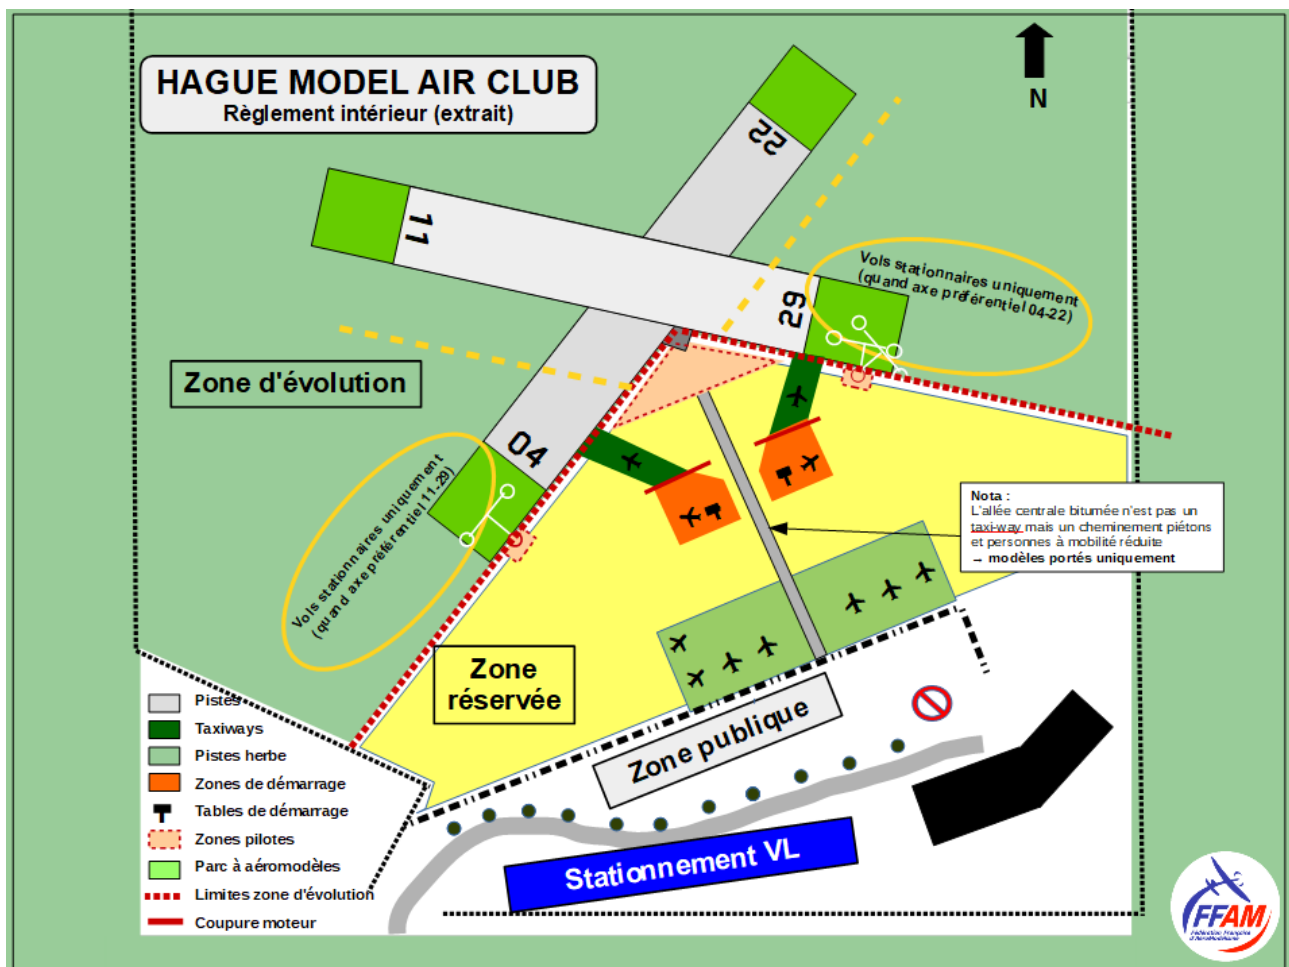 HAGUE MODEL AIR CLUB
Règlement intérieur (extrait)
N
22
11
29
04
Vols stationnaires uniquement
(quand axe préférentiel 04-22)
Zone d'évolution
Vols stationnaires uniquement
(quand axe préférentiel 11-29)
Nota :
L'allée centrale bitumée n'est pas un
taxi-way mais un cheminement piétons
et personnes à mobilité réduite
→ modèles portés uniquement
Zone
réservée
Zone publique
Stationnement VL
Pistes
Taxiways
Pistes herbe
Zones de démarrage
Tables de démarrage
Zones pilotes
Parc à aéromodèles
Limites zone d'évolution
Coupure moteur
FFAM
Fédération Française
d'AéroModélisme